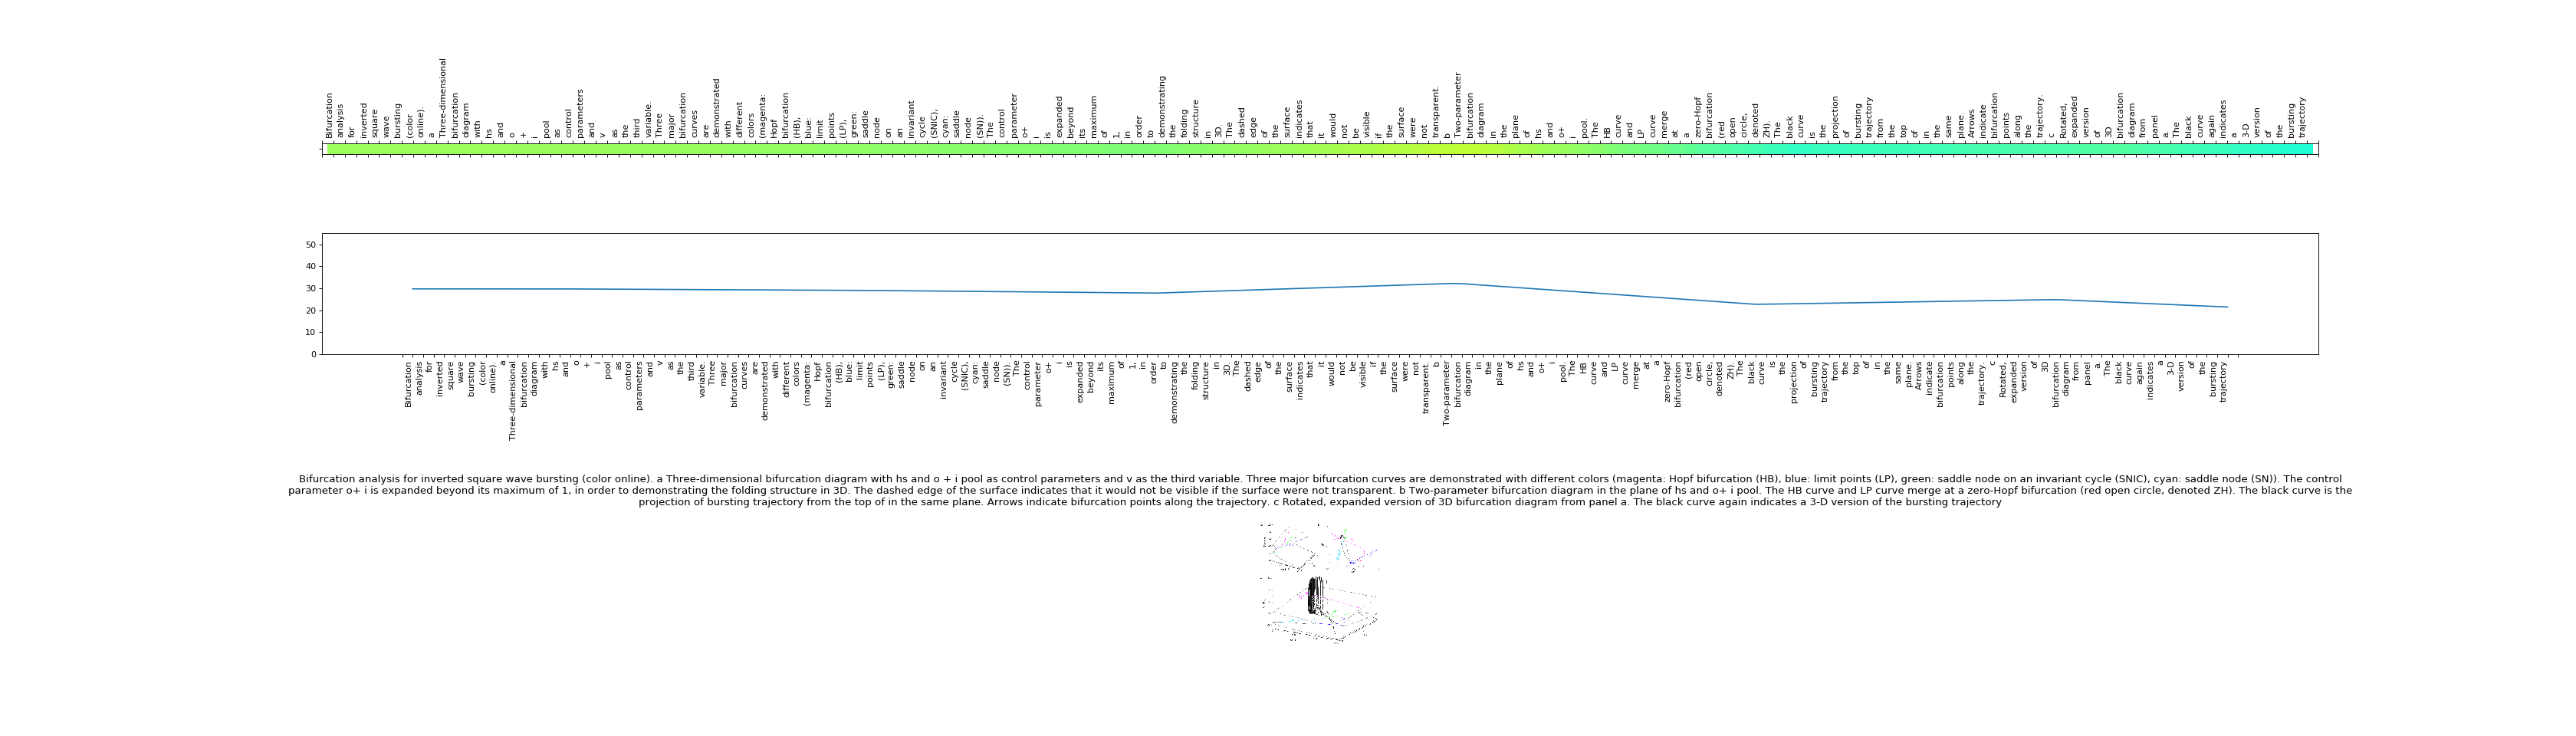 Bifurcation analysis for inverted square wave bursting (color online). a Three-dimensional bifurcation diagram with hs and o + i pool as control parameters and v as the third variable. Three major bifurcation curves are demonstrated with different colors (magenta: Hopf bifurcation (HB), blue: limit points (LP), green: saddle node on an invariant cycle (SNIC), cyan: saddle node (SN)). The control parameter o+ i is expanded beyond its maximum of 1, in order to demonstrating the folding structure in 3D. The dashed edge of the surface indicates that it would not be visible if the surface were not transparent. b Two-parameter bifurcation diagram in the plane of hs and o+ i pool. The HB curve and LP curve merge at a zero-Hopf bifurcation (red open circle, denoted ZH). The black curve is the projection of bursting trajectory from the top of in the same plane. Arrows indicate bifurcation points along the trajectory. c Rotated, expanded version of 3D bifurcation diagram from panel a. The black curve again indicates a 3-D version of the bursting trajectory
50
40
30
20
10
0
Bifurcation analysis for inverted square wave bursting (color online). a Three-dimensional bifurcation diagram with hs and o + i pool as control parameters and v as the third variable. Three major bifurcation curves are demonstrated with different colors (magenta: Hopf bifurcation (HB), blue: limit points (LP), green: saddle node on an invariant cycle (SNIC), cyan: saddle node (SN)). The control parameter o+ i is expanded beyond its maximum of 1, in order to demonstrating the folding structure in 3D. The dashed edge of the surface indicates that it would not be visible if the surface were not transparent. b Two-parameter bifurcation diagram in the plane of hs and o+ i pool. The HB curve and LP curve merge at a zero-Hopf bifurcation (red open circle, denoted ZH). The black curve is the projection of bursting trajectory from the top of in the same plane. Arrows indicate bifurcation points along the trajectory. c Rotated, expanded version of 3D bifurcation diagram from panel a. The black curve again indicates a 3-D version of the bursting trajectory
Bifurcation analysis for inverted square wave bursting (color online). a Three-dimensional bifurcation diagram with hs and o + i pool as control parameters and v as the third variable. Three major bifurcation curves are demonstrated with different colors (magenta: Hopf bifurcation (HB), blue: limit points (LP), green: saddle node on an invariant cycle (SNIC), cyan: saddle node (SN)). The control
parameter o+ i is expanded beyond its maximum of 1, in order to demonstrating the folding structure in 3D. The dashed edge of the surface indicates that it would not be visible if the surface were not transparent. b Two-parameter bifurcation diagram in the plane of hs and o+ i pool. The HB curve and LP curve merge at a zero-Hopf bifurcation (red open circle, denoted ZH). The black curve is the
projection of bursting trajectory from the top of in the same plane. Arrows indicate bifurcation points along the trajectory. c Rotated, expanded version of 3D bifurcation diagram from panel a. The black curve again indicates a 3-D version of the bursting trajectory